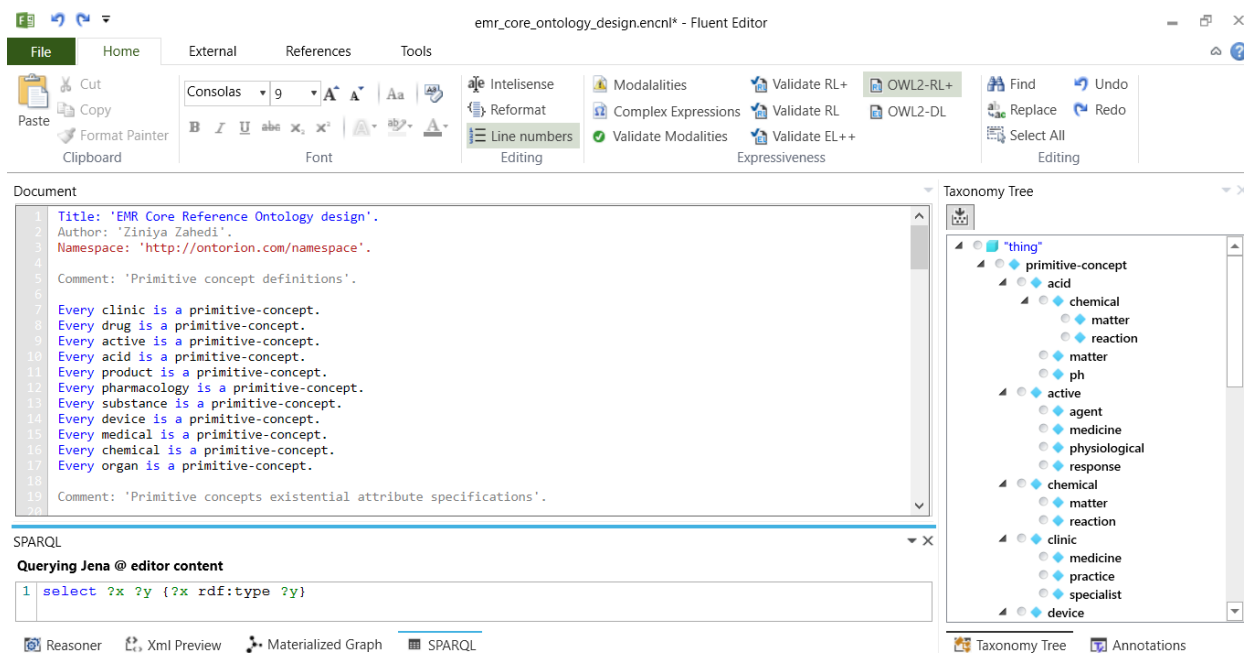 emr_core_ontology_design.encnl* - Fluent Editor
File Home External References Tools
Paste
Cut
Copy
Format Painter
Clipboard
Consolas 9 A A Aa
B I U abc x₂ x² A ab A
Font
aIe Intelisense
Reformat
Line numbers
Editing
Modalalities
Complex Expressions
Validate Modalities
Validate RL+
Validate RL
Validate EL++
OWL2-RL+
OWL2-DL
Expressiveness
Find
Replace
Select All
Undo
Redo
Editing
Document
1 Title: 'EMR Core Reference Ontology design'.
2 Author: 'Ziniya Zahedi'.
3 Namespace: 'http://ontorion.com/namespace'.
4
5 Comment: 'Primitive concept definitions'.
6
7 Every clinic is a primitive-concept.
8 Every drug is a primitive-concept.
9 Every active is a primitive-concept.
10 Every acid is a primitive-concept.
11 Every product is a primitive-concept.
12 Every pharmacology is a primitive-concept.
13 Every substance is a primitive-concept.
14 Every device is a primitive-concept.
15 Every medical is a primitive-concept.
16 Every chemical is a primitive-concept.
17 Every organ is a primitive-concept.
18
19 Comment: 'Primitive concepts existential attribute specifications'.
20
SPARQL
Querying Jena @ editor content
1 select ?x ?y {?x rdf:type ?y}
Reasoner Xml Preview Materialized Graph SPARQL
Taxonomy Tree
"thing"
primitive-concept
acid
chemical
matter
reaction
matter
ph
active
agent
medicine
physiological
response
chemical
matter
reaction
clinic
medicine
practice
specialist
device
Taxonomy Tree Annotations